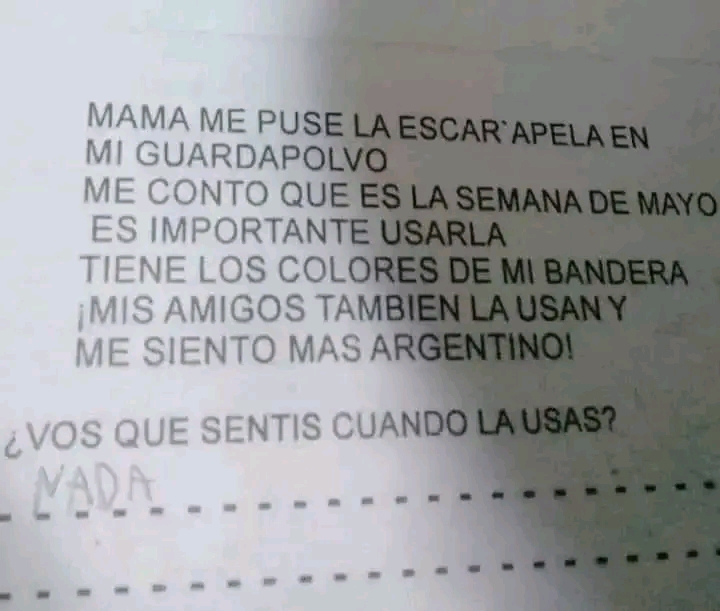 MAMA ME PUSE LA ESCAR`APELA EN
MI GUARDAPOLVO
ME CONTO QUE ES LA SEMANA DE MAYO
ES IMPORTANTE USARLA
TIENE LOS COLORES DE MI BANDERA
¡MIS AMIGOS TAMBIEN LA USAN Y
ME SIENTO MAS ARGENTINO!
¿VOS QUE SENTIS CUANDO LA USAS?
NADA